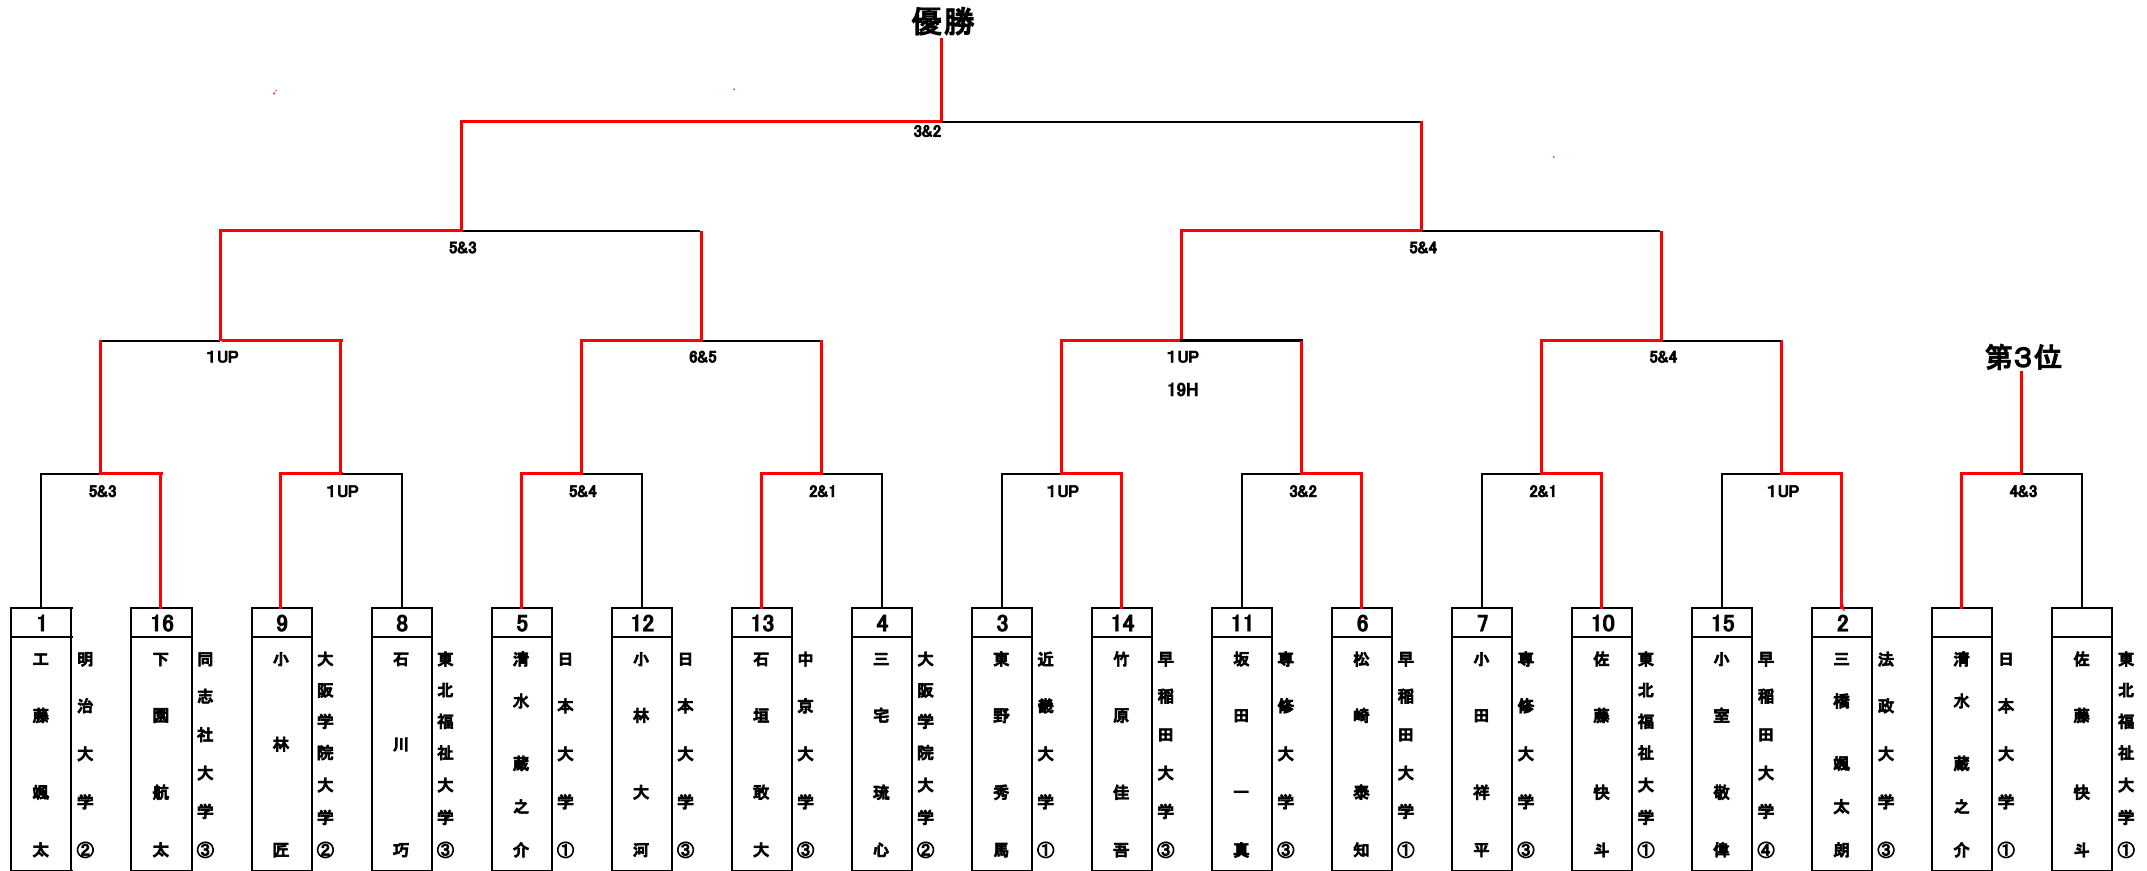 優勝
3&2
5&3
5&4
1UP
6&5
1UP
19H
5&4
第3位
5&3
1UP
5&4
2&1
1UP
3&2
2&1
1UP
4&3
1
工藤颯太
明治大学②
16
下園航太
同志社大学③
9
小林匠
大阪学院大学②
8
石川巧
東北福祉大学③
5
清水蔵之介
日本大学①
12
小林大河
日本大学③
13
石垣敢大
中京大学③
4
三宅琉心
大阪学院大学②
3
東野秀馬
近畿大学①
14
竹原佳吾
早稲田大学③
11
坂田一真
専修大学③
6
松崎泰知
早稲田大学①
7
小田祥平
専修大学③
10
佐藤快斗
東北福祉大学①
15
小室敬偉
早稲田大学④
2
三橋颯太朗
法政大学③
清水蔵之介
日本大学①
佐藤快斗
東北福祉大学①